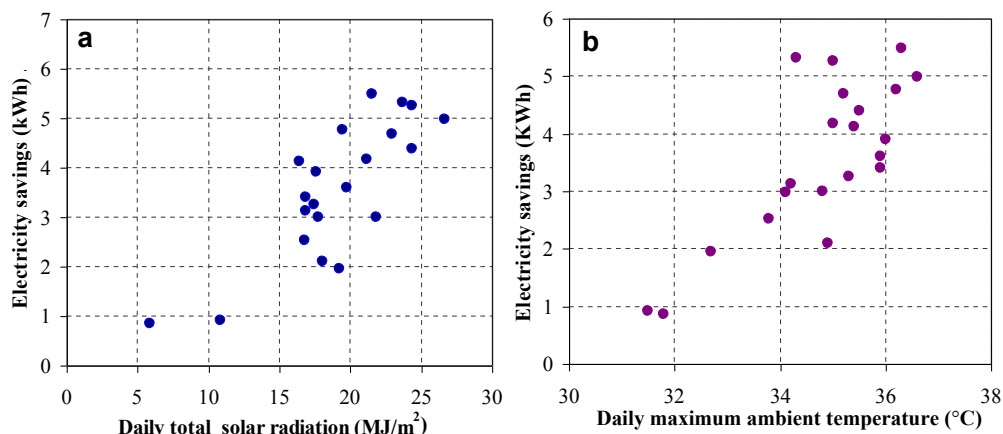 a
Electricity savings (kWh)
7
6
5
4
3
2
1
0
0 5 10 15 20 25 30
Daily total solar radiation (MJ/m²)
b
Electricity savings (KWh)
6
5
4
3
2
1
0
30 32 34 36 38
Daily maximum ambient temperature (°C)